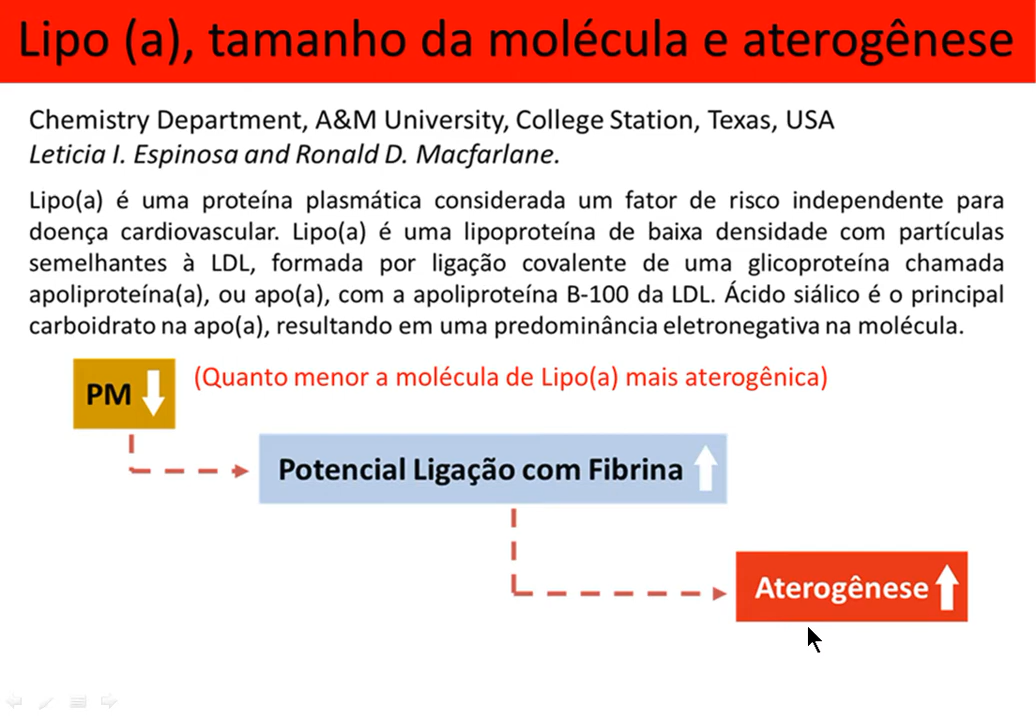 Lipo (a), tamanho da molécula e aterogênese
Chemistry Department, A&M University, College Station, Texas, USA
Leticia I. Espinosa and Ronald D. Macfarlane.
Lipo(a) é uma proteína plasmática considerada um fator de risco independente para
doença cardiovascular. Lipo(a) é uma lipoproteína de baixa densidade com partículas
semelhantes à LDL, formada por ligação covalente de uma glicoproteína chamada
apoliproteína(a), ou apo(a), com a apoliproteína B-100 da LDL. Ácido siálico é o principal
carboidrato na apo(a), resultando em uma predominância eletronegativa na molécula.
PM
(Quanto menor a molécula de Lipo(a) mais aterogênica)
Potencial Ligação com Fibrina
Aterogênese